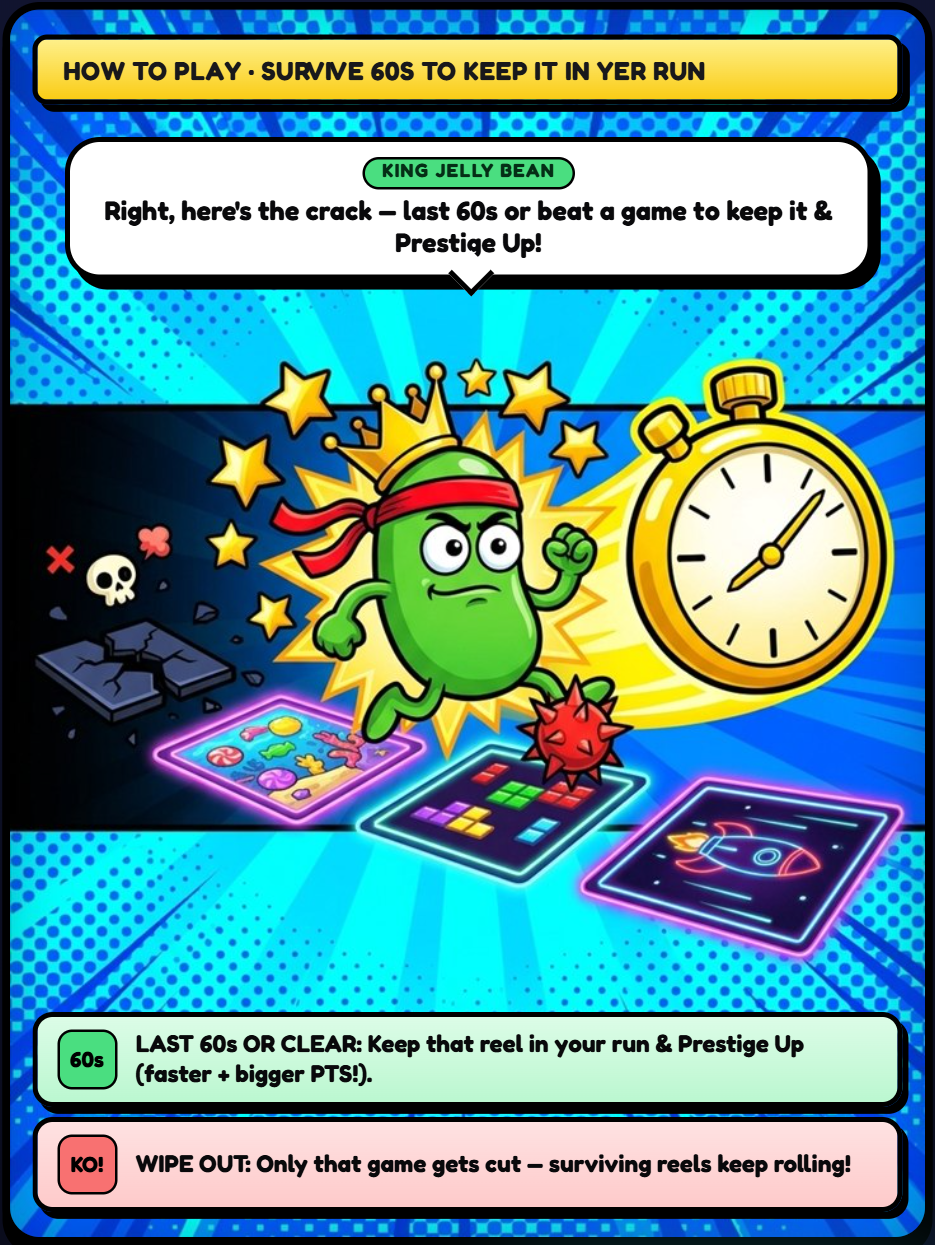 HOW TO PLAY · SURVIVE 60S TO KEEP IT IN YER RUN
KING JELLY BEAN
Right, here's the crack — last 60s or beat a game to keep it &
Prestige Up!
60s
LAST 60s OR CLEAR: Keep that reel in your run & Prestige Up
(faster + bigger PTS!).
KO!
WIPE OUT: Only that game gets cut — surviving reels keep rolling!